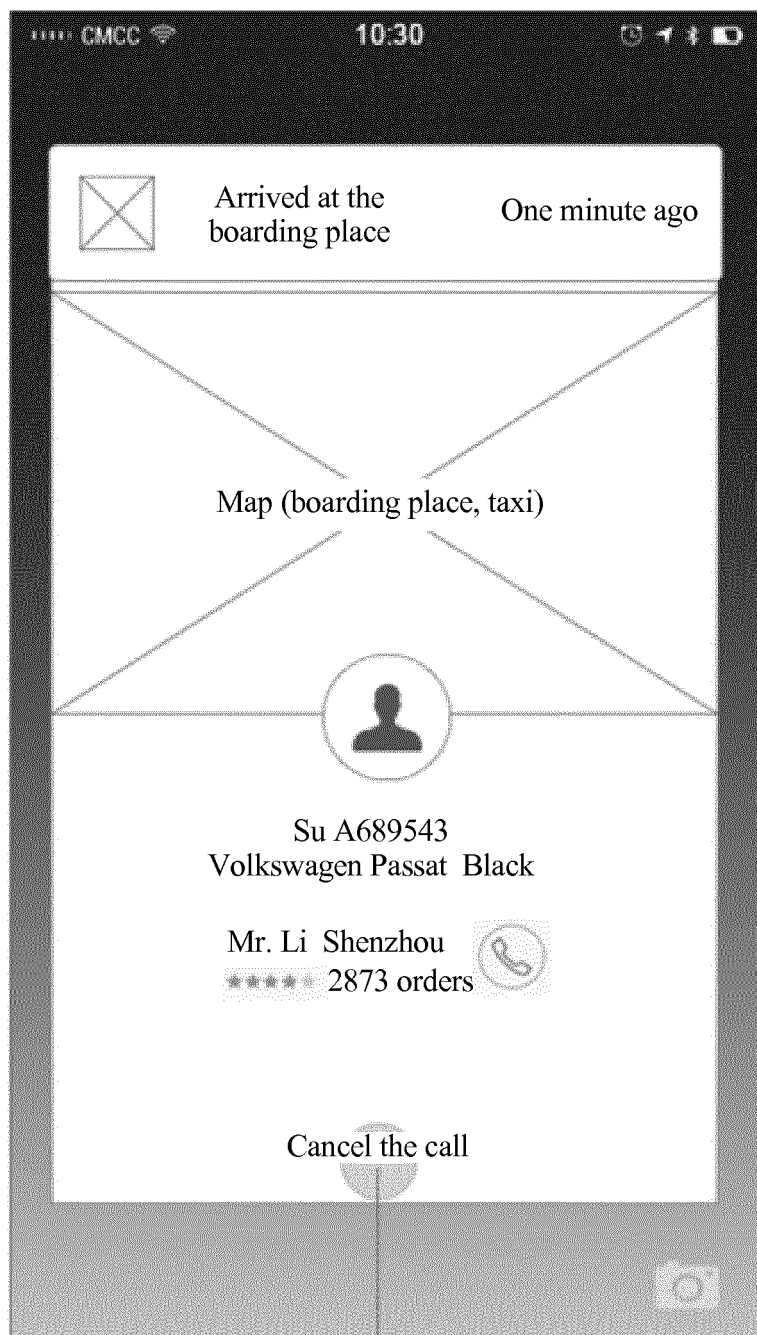 CMCC 10:30
Arrived at the
boarding place
One minute ago
Map (boarding place, taxi)
Su A689543
Volkswagen Passat Black
Mr. Li Shenzhou
2873 orders
Cancel the call